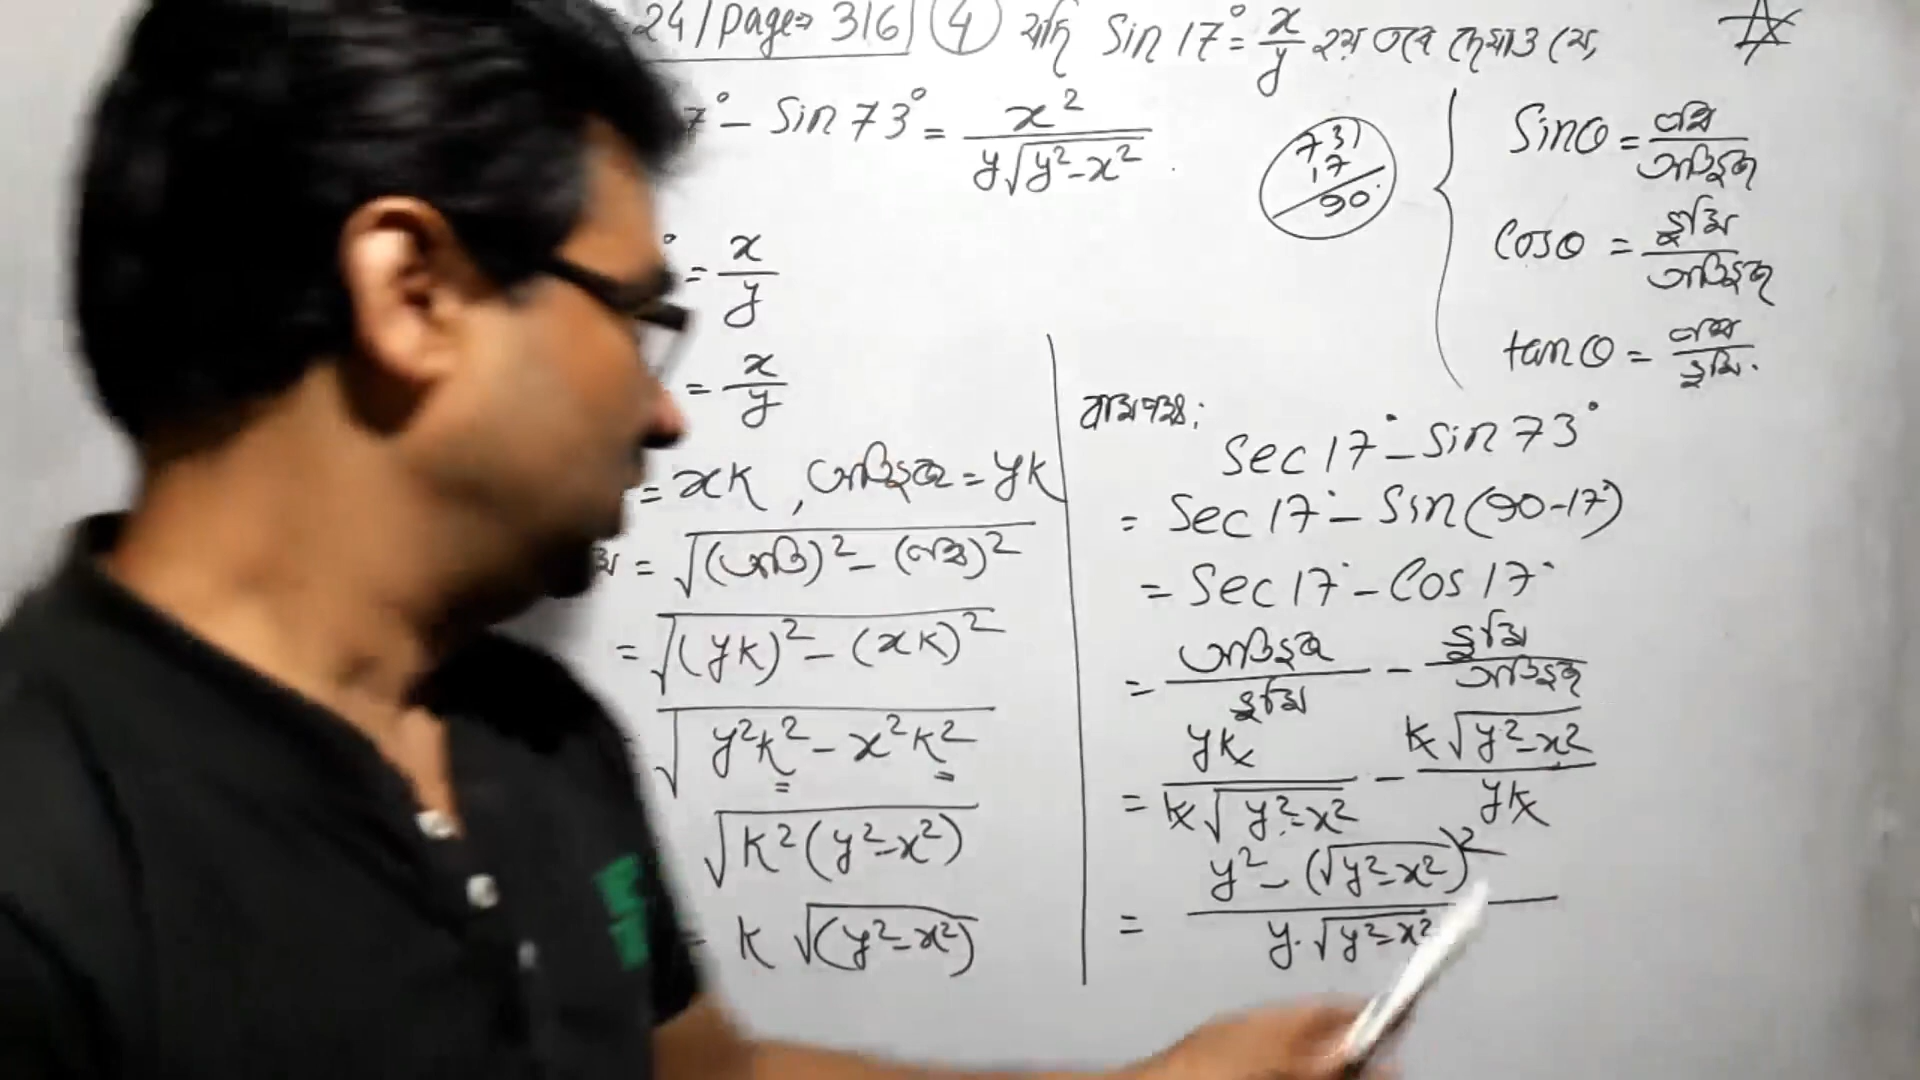 24/page⇒316 (4) যদি Sin 17° = x/y হয় তবে দেখাও যে,
7° - Sin 73° = x²/(y√(y²-x²))
73
17
90
Sinθ = লম্ব/অতিভুজ
Cosθ = ভূমি/অতিভুজ
tanθ = লম্ব/ভূমি.
° = x/y
= x/y
= xk, অতিভুজ = yk
= √((অতি)² - (লম্ব)²)
= √((yk)² - (xk)²)
√(y²k² - x²k²)
√(k²(y²-x²))
= k √(y²-x²)
বামপক্ষ:
Sec 17° - Sin 73°
= Sec 17° - Sin(90-17°)
= Sec 17° - Cos 17°
= অতিভুজ/ভূমি - ভূমি/অতিভুজ
= yk/(k√(y²-x²)) - k√(y²-x²)/yk
= (y² - (√(y²-x²))²)/(y.√(y²-x²))